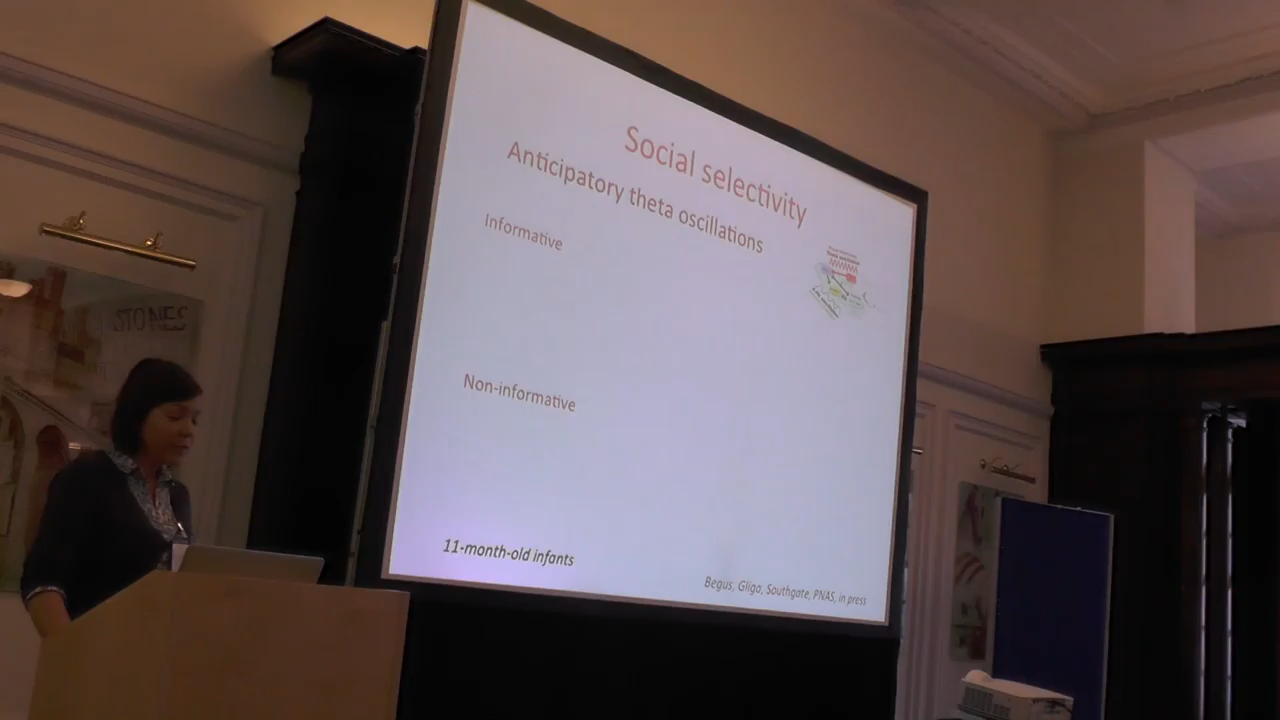 Social selectivity
Anticipatory theta oscillations
Informative
Non-informative
11-month-old infants
Begus, Gliga, Southgate, PNAS, in press
STONES